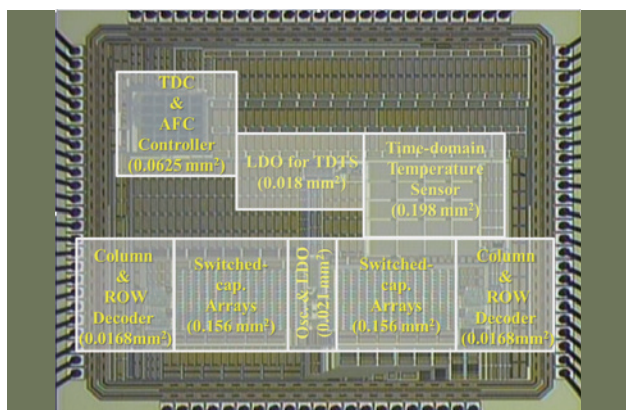 TDC
&
AFC
Controller
(0.0625 mm²)
LDO for TDTS
(0.018 mm²)
Time-domain
Temperature
Sensor
(0.198 mm²)
Column
&
ROW
Decoder
(0.0168mm²)
Switched-
cap.
Arrays
(0.156 mm²)
Osc. & LDO
(0.021 mm²)
Switched-
cap.
Arrays
(0.156 mm²)
Column
&
ROW
Decoder
(0.0168mm²)